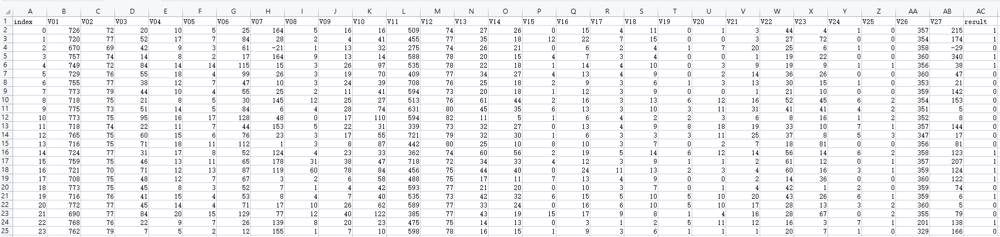 A B C D E F G H I J K L M N O P Q R S T U V W X Y Z AA AB AC
1 index V01 V02 V03 V04 V05 V06 V07 V08 V09 V10 V11 V12 V13 V14 V15 V16 V17 V18 V19 V20 V21 V22 V23 V24 V25 V26 V27 result
2 0 726 72 20 10 5 25 164 5 16 16 509 74 27 26 0 15 4 11 0 1 3 44 4 1 0 357 215 1
3 1 720 77 52 17 7 84 28 2 4 41 455 77 35 18 12 22 7 15 0 0 3 27 72 0 0 354 174 1
4 2 670 69 42 9 3 61 -21 1 13 32 275 74 26 21 0 6 2 4 1 7 20 25 6 1 0 358 -29 0
5 3 757 74 14 8 2 17 164 9 13 14 588 78 20 15 4 7 3 4 0 0 1 19 22 0 0 360 340 1
6 4 749 72 84 14 14 115 15 3 26 97 535 78 22 18 1 14 4 10 0 3 9 19 9 1 1 356 38 1
7 5 729 76 55 18 4 99 26 3 19 70 409 77 34 27 4 13 4 9 0 2 14 36 26 0 0 360 47 0
8 6 755 77 38 12 7 47 10 3 24 39 708 76 25 18 2 9 3 6 1 3 13 30 15 1 0 353 21 0
9 7 773 79 44 10 4 55 25 2 11 41 594 73 20 18 1 12 3 9 0 0 1 21 10 0 0 359 142 0
10 8 718 75 21 8 5 30 145 12 25 27 513 76 61 44 2 16 3 13 6 12 16 52 45 6 2 354 153 0
11 9 775 73 51 14 5 84 6 4 28 74 631 80 45 35 6 13 3 10 3 11 31 41 41 4 2 351 5 0
12 10 773 75 95 16 17 128 48 0 17 110 594 82 11 5 1 6 4 2 2 3 6 8 16 1 2 352 8 0
13 11 718 74 22 11 7 44 153 5 22 31 339 73 32 27 0 13 4 9 8 18 19 33 10 7 1 357 144 0
14 12 765 75 60 15 6 76 23 3 17 55 721 79 32 30 1 6 3 3 3 11 25 37 8 5 3 347 17 0
15 13 716 75 71 18 11 112 1 3 8 87 442 80 25 10 8 10 3 7 0 2 7 18 81 0 0 356 81 0
16 14 724 77 31 17 8 52 124 4 23 33 362 74 60 56 2 19 5 14 6 12 14 56 14 6 2 358 123 1
17 15 759 75 46 13 11 65 178 31 38 47 718 72 34 33 4 12 3 9 1 1 2 61 12 0 1 357 207 1
18 16 721 70 71 12 13 87 119 60 78 84 456 75 44 40 0 24 11 13 2 3 4 60 16 3 1 359 124 1
19 17 708 75 48 12 7 67 3 2 6 58 488 75 17 11 7 13 4 9 0 0 2 14 36 0 0 360 122 1
20 18 773 75 45 8 3 52 7 1 4 42 593 77 21 20 0 10 3 7 0 1 4 42 1 2 0 359 74 0
21 19 716 76 41 15 4 53 8 4 7 40 535 73 42 32 6 15 5 10 5 10 20 43 26 6 1 359 6 1
22 20 772 77 45 14 4 71 17 10 26 62 589 77 33 24 0 16 6 10 5 10 17 28 13 3 2 360 5 0
23 21 690 77 84 20 15 129 77 12 40 122 385 77 43 19 15 17 9 8 1 4 16 28 67 0 2 355 79 0
24 22 768 76 22 9 7 26 139 8 20 23 475 75 14 13 0 3 1 2 5 11 12 16 3 7 1 201 138 1
25 23 762 79 7 5 2 12 155 1 7 10 598 78 16 15 1 9 3 6 1 1 1 20 7 1 0 329 166 0